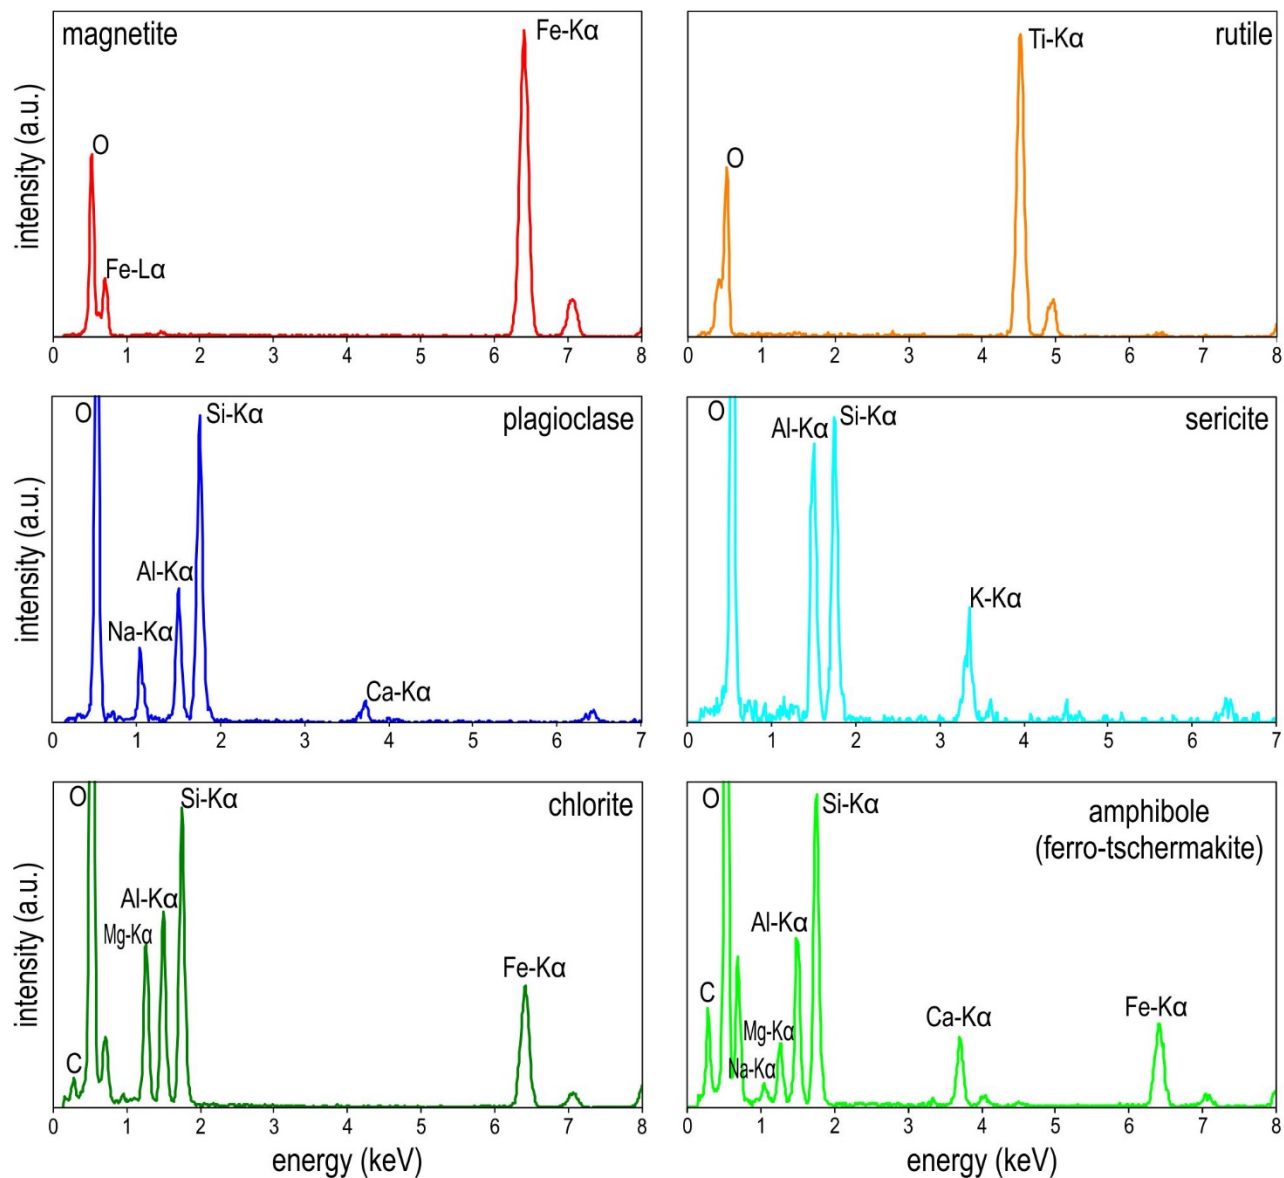 magnetite
Fe-Kα
O
Fe-Lα
intensity (a.u.)
0 1 2 3 4 5 6 7 8
rutile
Ti-Kα
O
0 1 2 3 4 5 6 7 8
plagioclase
O
Si-Kα
Al-Kα
Na-Kα
Ca-Kα
intensity (a.u.)
0 1 2 3 4 5 6 7
sericite
O
Al-Kα
Si-Kα
K-Kα
0 1 2 3 4 5 6 7
chlorite
O
Si-Kα
Al-Kα
Mg-Kα
Fe-Kα
C
intensity (a.u.)
0 1 2 3 4 5 6 7 8
energy (keV)
amphibole
(ferro-tschermakite)
O
Si-Kα
Al-Kα
C
Mg-Kα
Na-Kα
Ca-Kα
Fe-Kα
0 1 2 3 4 5 6 7 8
energy (keV)